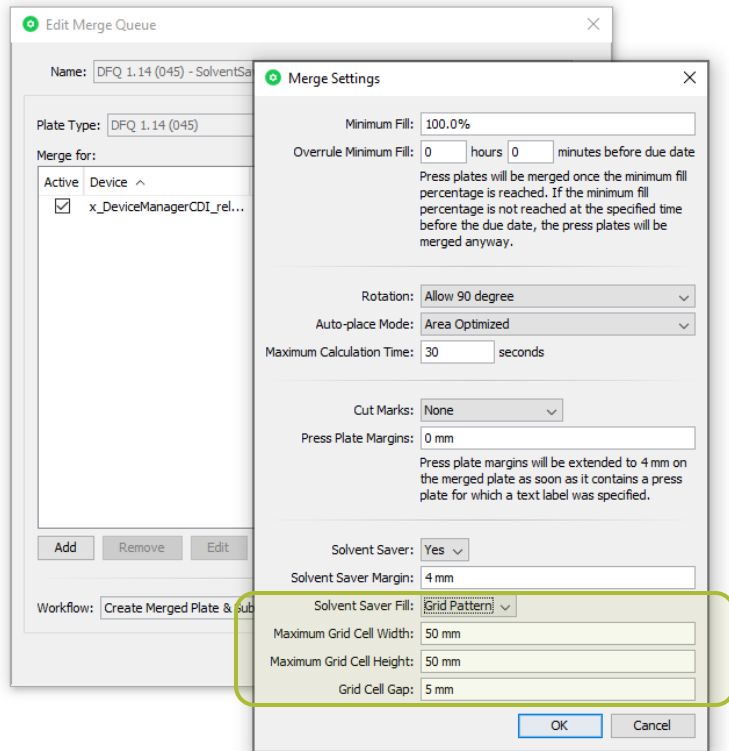 Edit Merge Queue
Name: DFQ 1.14 (045) - SolventSa
Plate Type: DFQ 1.14 (045)
Merge for:
Active Device
x_DeviceManagerCDI_rel...
Add Remove Edit
Workflow: Create Merged Plate & Sub
Merge Settings
Minimum Fill: 100.0%
Overrule Minimum Fill: 0 hours 0 minutes before due date
Press plates will be merged once the minimum fill
percentage is reached. If the minimum fill
percentage is not reached at the specified time
before the due date, the press plates will be
merged anyway.
Rotation: Allow 90 degree
Auto-place Mode: Area Optimized
Maximum Calculation Time: 30 seconds
Cut Marks: None
Press Plate Margins: 0 mm
Press plate margins will be extended to 4 mm on
the merged plate as soon as it contains a press
plate for which a text label was specified.
Solvent Saver: Yes
Solvent Saver Margin: 4 mm
Solvent Saver Fill: Grid Pattern
Maximum Grid Cell Width: 50 mm
Maximum Grid Cell Height: 50 mm
Grid Cell Gap: 5 mm
OK Cancel